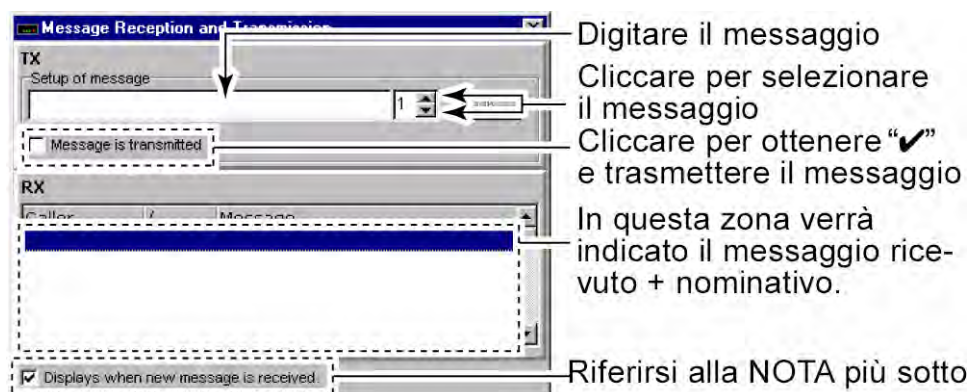 Message Reception and Transmission
Digitare il messaggio
TX
Setup of message
Cliccare per selezionare
il messaggio
1
Message is transmitted
Cliccare per ottenere “✔”
e trasmettere il messaggio
RX
Caller / Message
In questa zona verrà
indicato il messaggio rice-
vuto + nominativo.
Displays when new message is received
Riferirsi alla NOTA più sotto